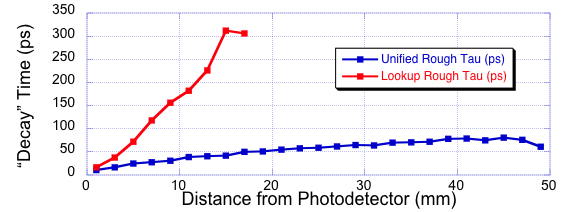 350
300
250
200
150
100
50
0
"Decay" Time (ps)
Unified Rough Tau (ps)
Lookup Rough Tau (ps)
0 10 20 30 40 50
Distance from Photodetector (mm)